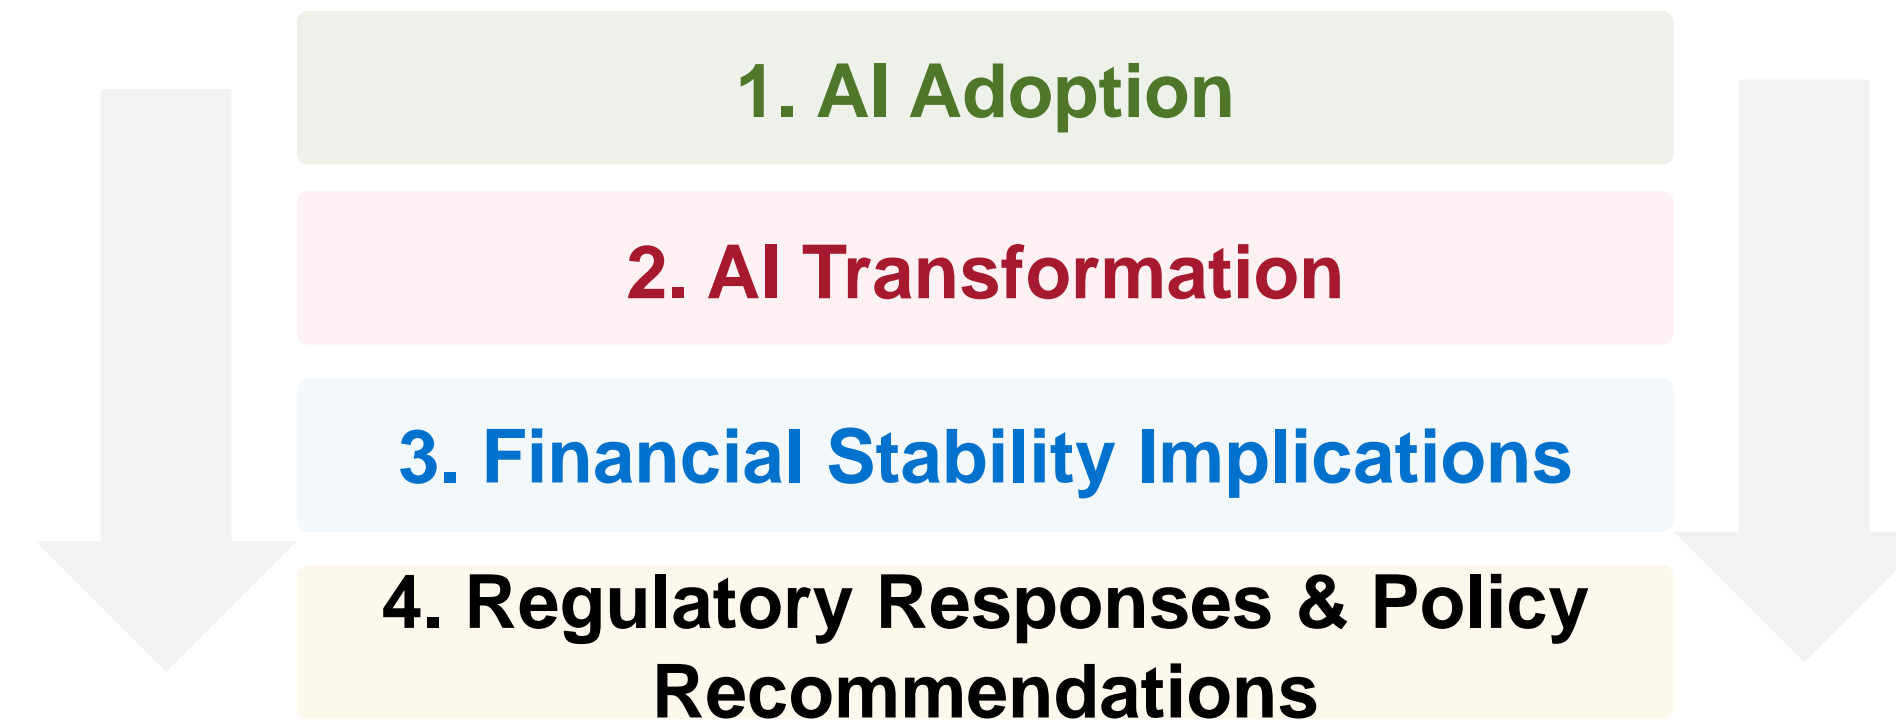 1. AI Adoption
2. AI Transformation
3. Financial Stability Implications
4. Regulatory Responses & Policy
Recommendations